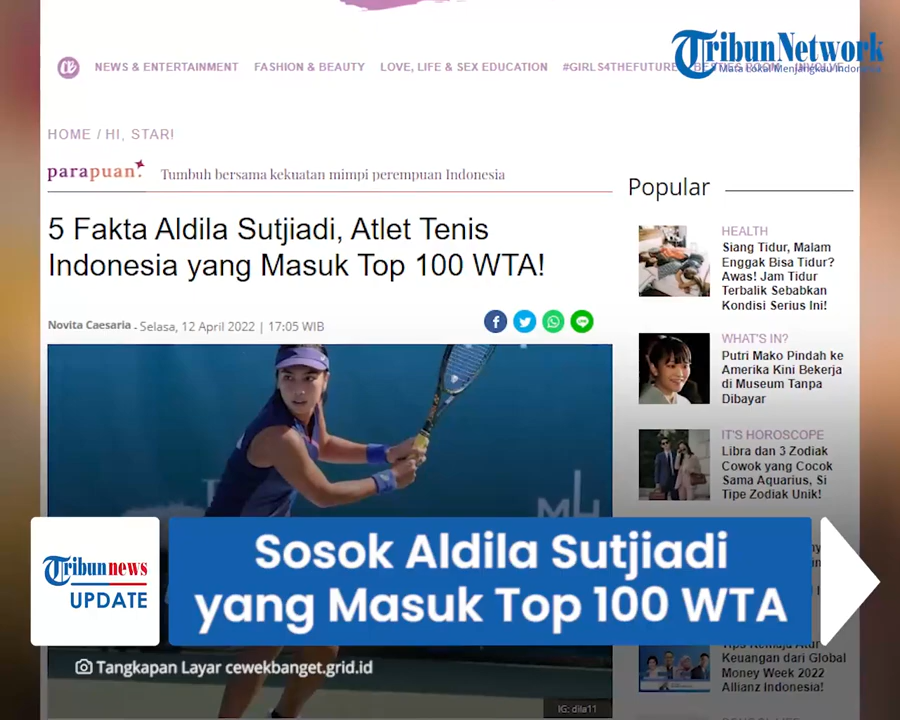 TribunNetwork
Mata Lokal Menjangkau Indonesia
NEWS & ENTERTAINMENT
FASHION & BEAUTY
LOVE, LIFE & SEX EDUCATION
#GIRLS4THEFUTURE
HOME / HI, STAR!
parapuan.
Tumbuh bersama kekuatan mimpi perempuan Indonesia
5 Fakta Aldila Sutjiadi, Atlet Tenis
Indonesia yang Masuk Top 100 WTA!
Novita Caesaria - Selasa, 12 April 2022 | 17:05 WIB
Popular
HEALTH
Siang Tidur, Malam
Enggak Bisa Tidur?
Awas! Jam Tidur
Terbalik Sebabkan
Kondisi Serius Ini!
WHAT'S IN?
Putri Mako Pindah ke
Amerika Kini Bekerja
di Museum Tanpa
Dibayar
IT'S HOROSCOPE
Libra dan 3 Zodiak
Cowok yang Cocok
Sama Aquarius, Si
Tipe Zodiak Unik!
Keuangan dari Global
Money Week 2022
Allianz Indonesia!
Tribunnews
UPDATE
Sosok Aldila Sutjiadi
yang Masuk Top 100 WTA
Tangkapan Layar cewekbanget.grid.id
IG: dila11